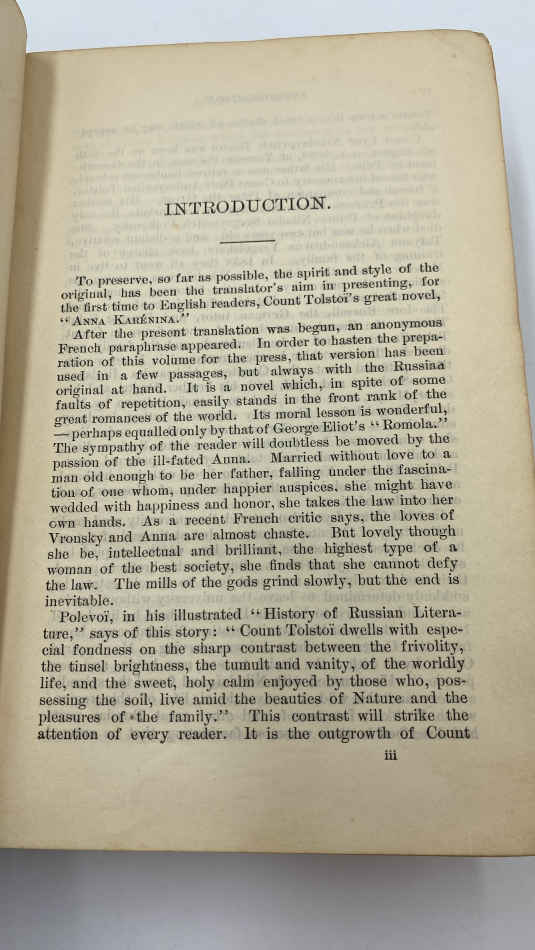 INTRODUCTION.
To preserve, so far as possible, the spirit and style of the
original, has been the translator's aim in presenting, for
the first time to English readers, Count Tolstoï's great novel,
"ANNA KARÉNINA."
After the present translation was begun, an anonymous
French paraphrase appeared. In order to hasten the prepa-
ration of this volume for the press, that version has been
used in a few passages, but always with the Russian
original at hand. It is a novel which, in spite of some
faults of repetition, easily stands in the front rank of the
great romances of the world. Its moral lesson is wonderful,
—perhaps equalled only by that of George Eliot's "Romola."
The sympathy of the reader will doubtless be moved by the
passion of the ill-fated Anna. Married without love to a
man old enough to be her father, falling under the fascina-
tion of one whom, under happier auspices, she might have
wedded with happiness and honor, she takes the law into her
own hands. As a recent French critic says, the loves of
Vronsky and Anna are almost chaste. But lovely though
she be, intellectual and brilliant, the highest type of a
woman of the best society, she finds that she cannot defy
the law. The mills of the gods grind slowly, but the end is
inevitable.
Polevoï, in his illustrated "History of Russian Litera-
ture," says of this story: "Count Tolstoï dwells with espe-
cial fondness on the sharp contrast between the frivolity,
the tinsel brightness, the tumult and vanity, of the worldly
life, and the sweet, holy calm enjoyed by those who, pos-
sessing the soil, live amid the beauties of Nature and the
pleasures of the family." This contrast will strike the
attention of every reader. It is the outgrowth of Count
iii